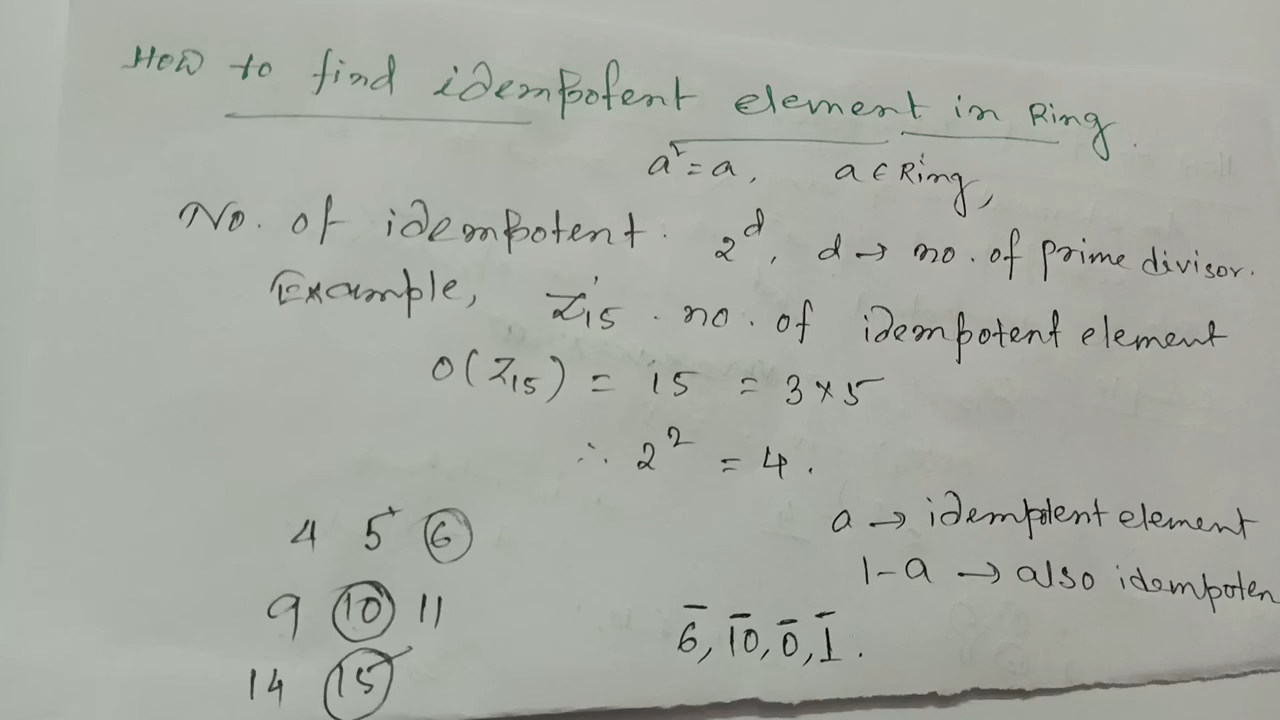 How to find idempotent element in Ring.
a² = a, a ∈ Ring,
No. of idempotent. 2^d, d → no. of prime divisor.
Example, Z₁₅. no. of idempotent element
O(Z₁₅) = 15 = 3 × 5
∴ 2² = 4.
a → idempotent element
4 5 6
1-a → also idempoten
9 10 11
6̄, 1̄0̄, 0̄, 1̄.
14 15